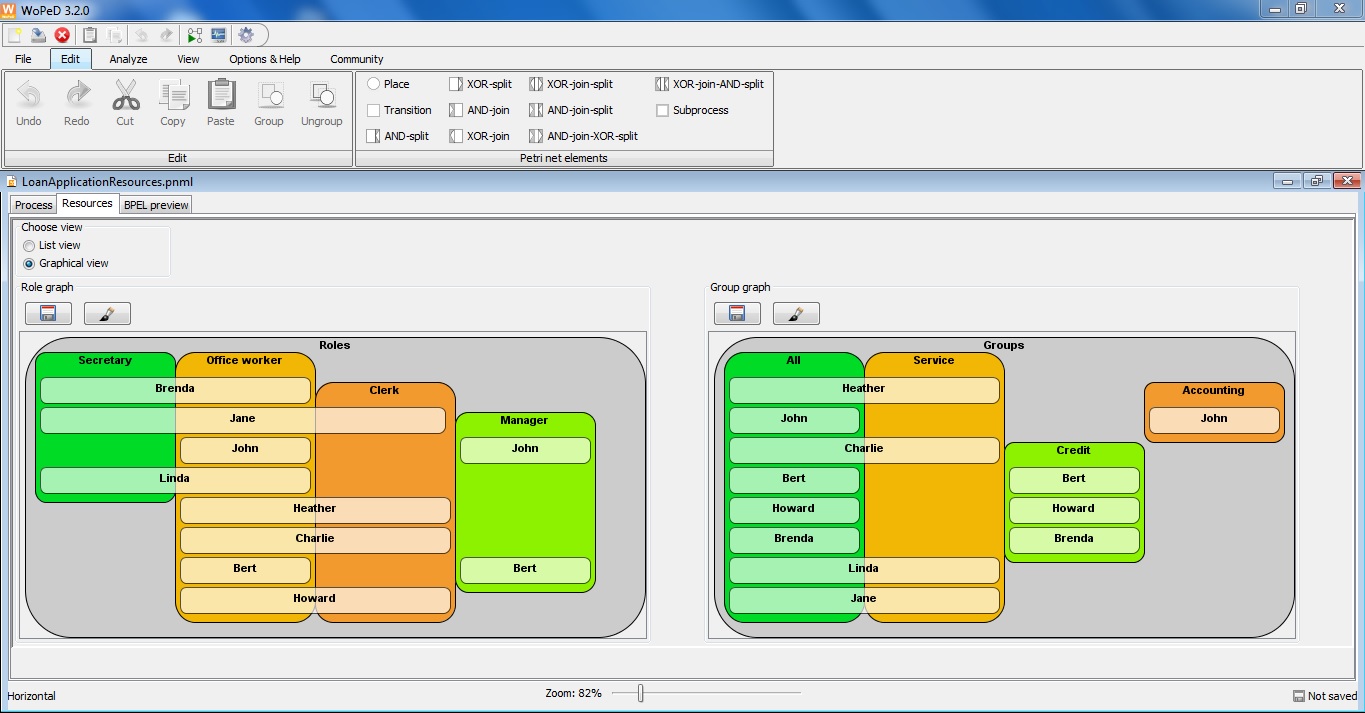 WoPeD 3.2.0
File Edit Analyze View Options & Help Community
Place XOR-split XOR-join-split XOR-join-AND-split
Transition AND-join AND-join-split Subprocess
Undo Redo Cut Copy Paste Group Ungroup
AND-split XOR-join AND-join-XOR-split
Edit Petri net elements
LoanApplicationResources.pnml
Process Resources BPEL preview
Choose view
List view
Graphical view
Role graph
Roles
Secretary Office worker
Brenda
Clerk
Jane
Manager
John John
Linda
Heather
Charlie
Bert Bert
Howard
Group graph
Groups
All Service
Heather
Accounting
John John
Charlie
Credit
Bert Bert
Howard Howard
Brenda Brenda
Linda
Jane
Horizontal Zoom: 82% Not saved